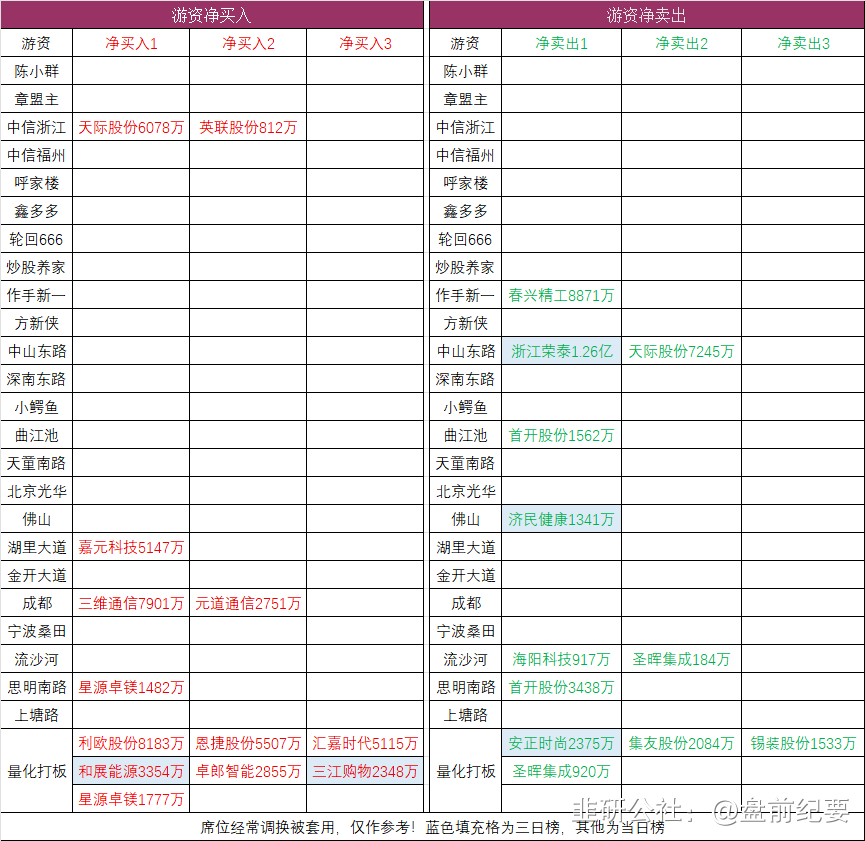 游资净买入 游资净卖出
游资 净买入1 净买入2 净买入3 游资 净卖出1 净卖出2 净卖出3
陈小群 陈小群
章盟主 章盟主
中信浙江 天际股份6078万 英联股份812万 中信浙江
中信福州 中信福州
呼家楼 呼家楼
鑫多多 鑫多多
轮回666 轮回666
炒股养家 炒股养家
作手新一 作手新一 春兴精工8871万
方新侠 方新侠
中山东路 中山东路 浙江荣泰1.26亿 天际股份7245万
深南东路 深南东路
小鳄鱼 小鳄鱼
曲江池 曲江池 首开股份1562万
天童南路 天童南路
北京光华 北京光华
佛山 佛山 济民健康1341万
湖里大道 嘉元科技5147万 湖里大道
金开大道 金开大道
成都 三维通信7901万 元道通信2751万 成都
宁波桑田 宁波桑田
流沙河 流沙河 海阳科技917万 圣晖集成184万
思明南路 星源卓镁1482万 思明南路 首开股份3438万
上塘路 上塘路
利欧股份8183万 恩捷股份5507万 汇嘉时代5115万 安正时尚2375万 集友股份2084万 锡装股份1533万
量化打板 和展能源3354万 卓郎智能2855万 三江购物2348万 量化打板 圣晖集成920万
星源卓镁1777万
席位经常调换被套用，仅作参考！蓝色填充格为三日榜，其他为当日榜
韭研公社：@盘前纪要